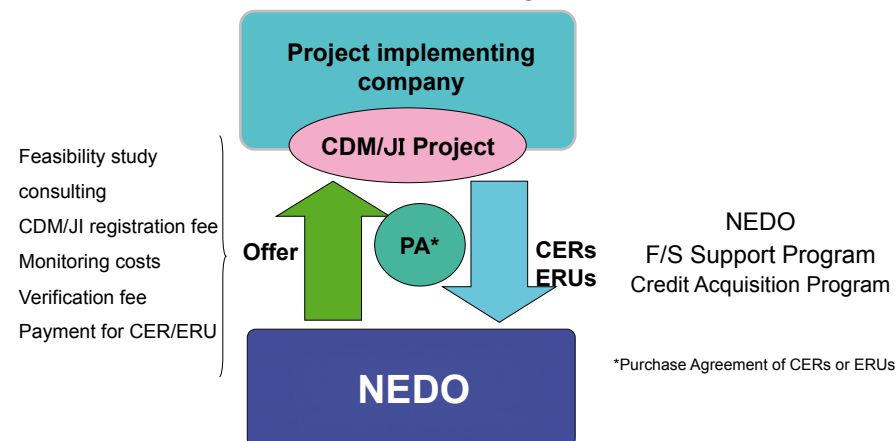 Project implementing
company
CDM/JI Project
Feasibility study
consulting
CDM/JI registration fee
Monitoring costs
Verification fee
Payment for CER/ERU
Offer
PA*
CERs
ERUs
NEDO
F/S Support Program
Credit Acquisition Program
*Purchase Agreement of CERs or ERUs
NEDO